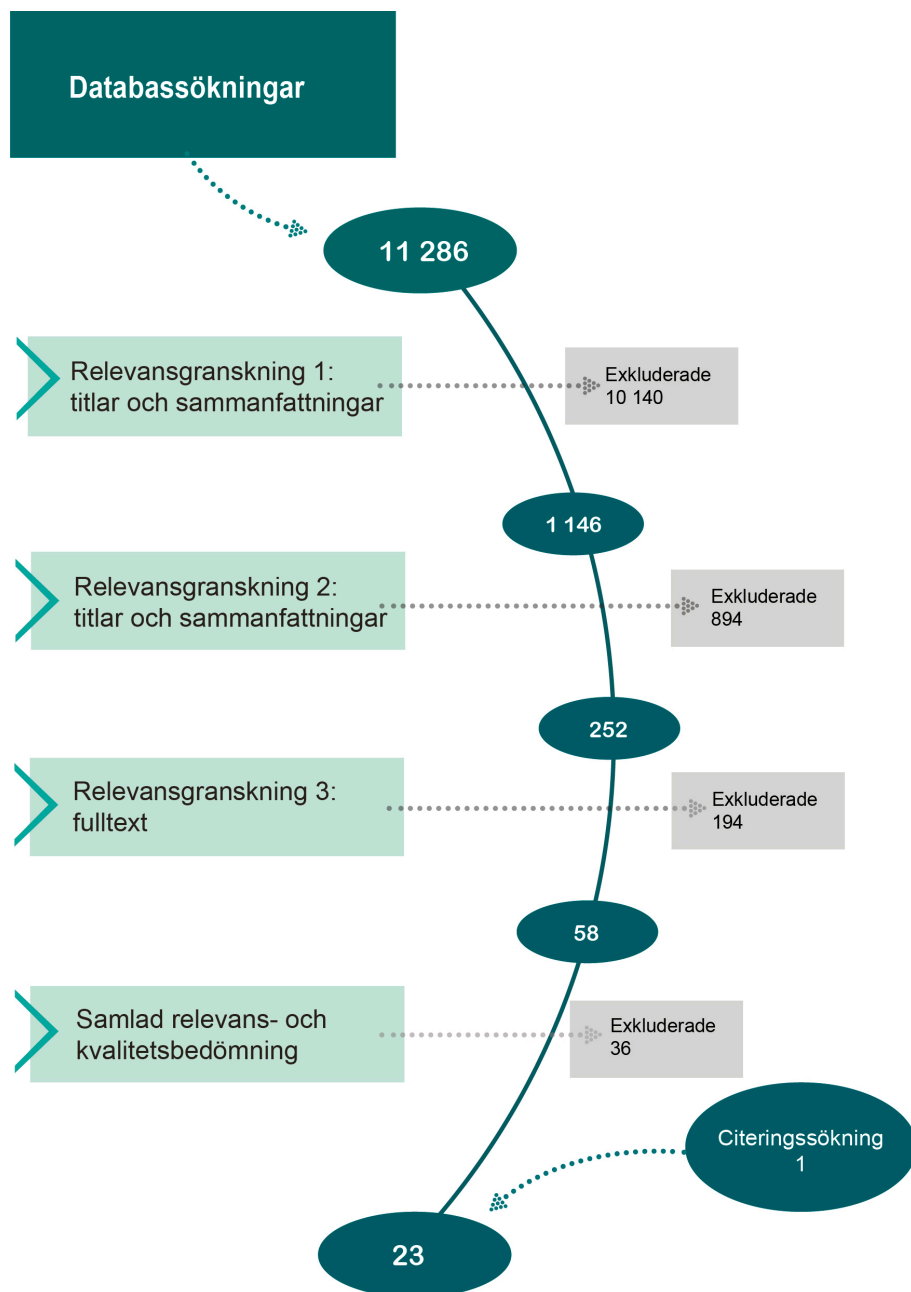 Databassökningar
11 286
Relevansgranskning 1:
titlar och sammanfattningar
Exkluderade
10 140
1 146
Relevansgranskning 2:
titlar och sammanfattningar
Exkluderade
894
252
Relevansgranskning 3:
fulltext
Exkluderade
194
58
Samlad relevans- och
kvalitetsbedömning
Exkluderade
36
Citeringssökning
1
23